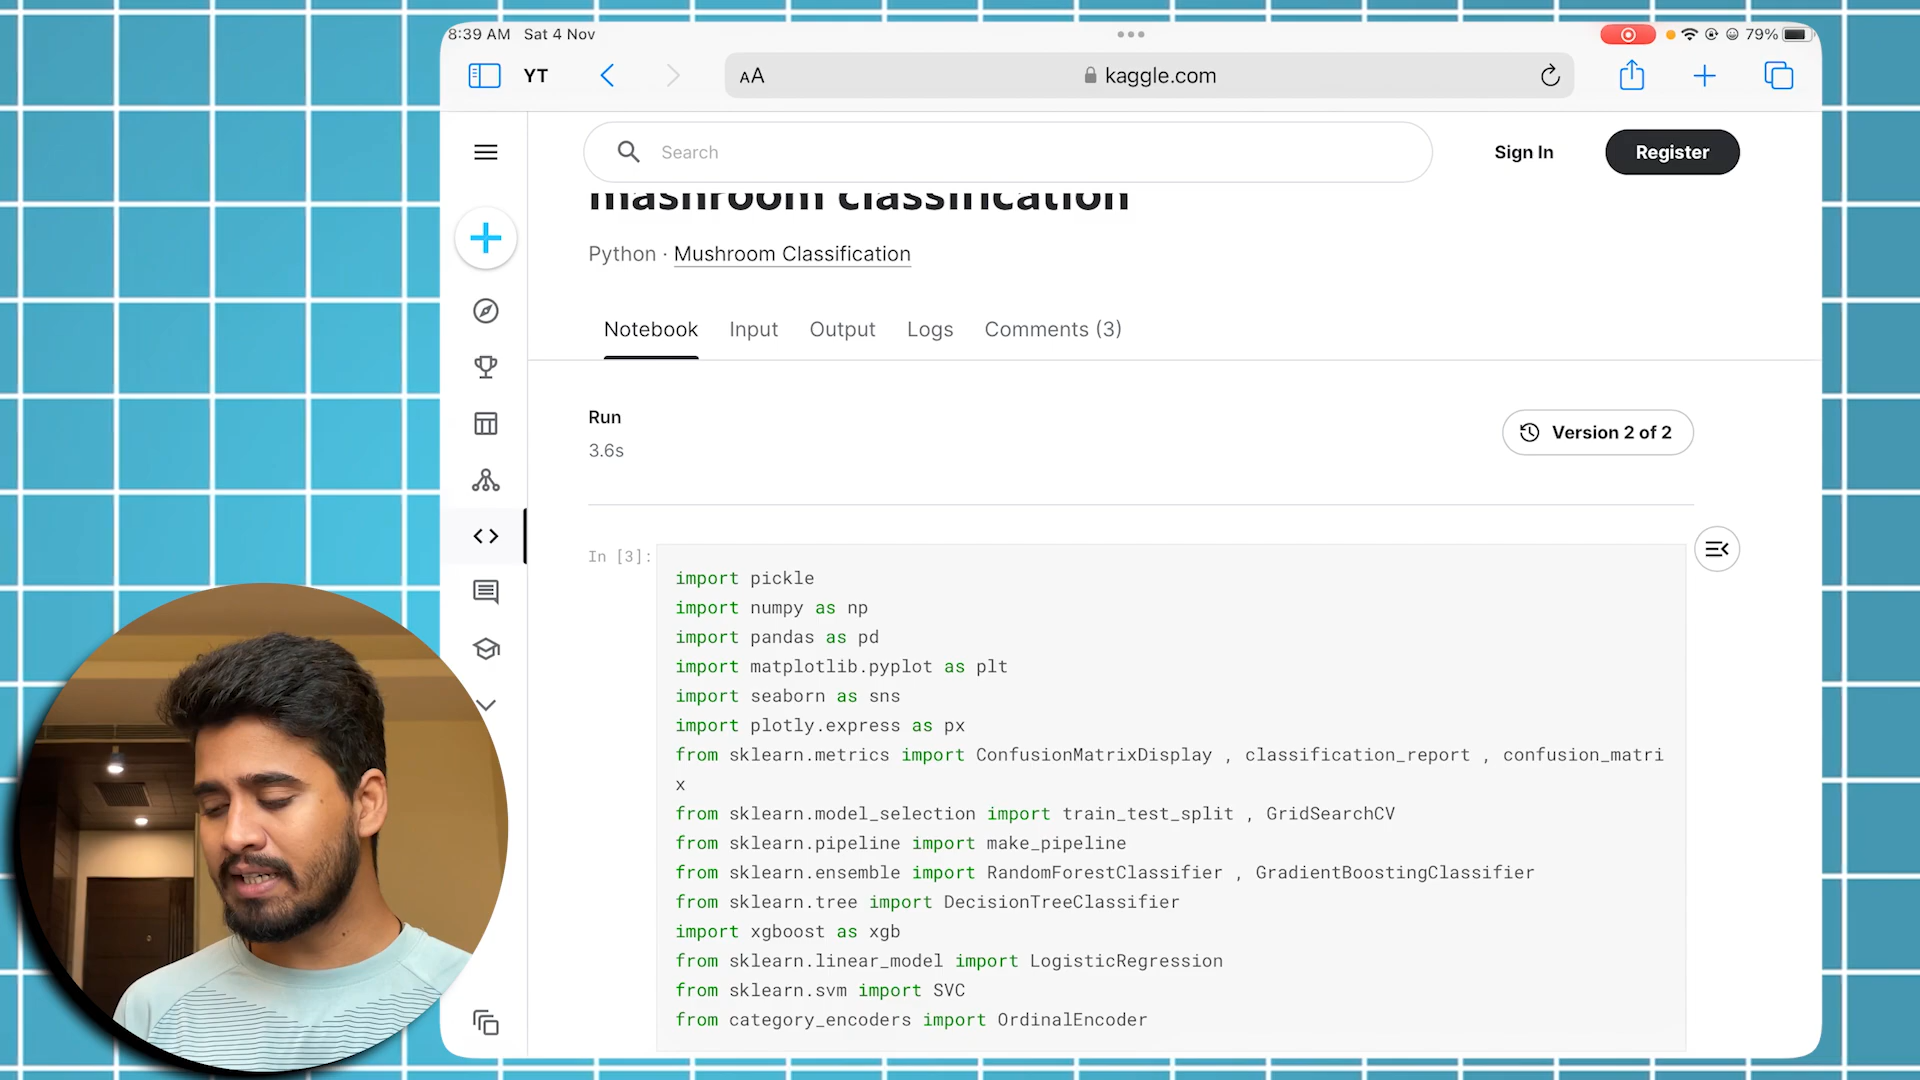 8:39 AM Sat 4 Nov
79%
YT
AA
kaggle.com
Search
Sign In
Register
mashroom classification
Python · Mushroom Classification
Notebook Input Output Logs Comments (3)
Run
3.6s
Version 2 of 2
In [3]:
import pickle
import numpy as np
import pandas as pd
import matplotlib.pyplot as plt
import seaborn as sns
import plotly.express as px
from sklearn.metrics import ConfusionMatrixDisplay , classification_report , confusion_matri
x
from sklearn.model_selection import train_test_split , GridSearchCV
from sklearn.pipeline import make_pipeline
from sklearn.ensemble import RandomForestClassifier , GradientBoostingClassifier
from sklearn.tree import DecisionTreeClassifier
import xgboost as xgb
from sklearn.linear_model import LogisticRegression
from sklearn.svm import SVC
from category_encoders import OrdinalEncoder